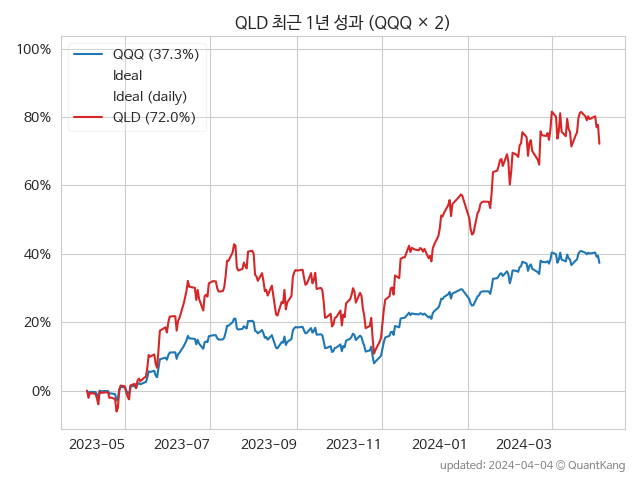 QLD 최근 1년 성과 (QQQ × 2)
100%
80%
60%
40%
20%
0%
QQQ (37.3%)
Ideal
Ideal (daily)
QLD (72.0%)
2023-05 2023-07 2023-09 2023-11 2024-01 2024-03
updated: 2024-04-04 © QuantKang